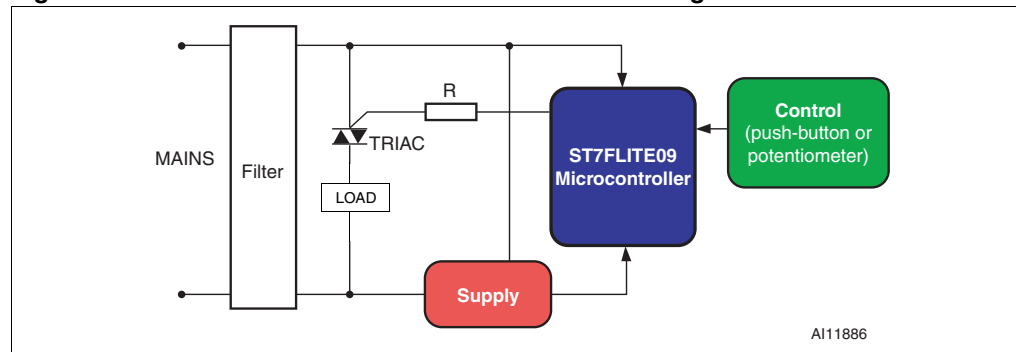 R
Control
(push-button or
potentiometer)
TRIAC
MAINS
Filter
ST7FLITE09
Microcontroller
LOAD
Supply
AI11886